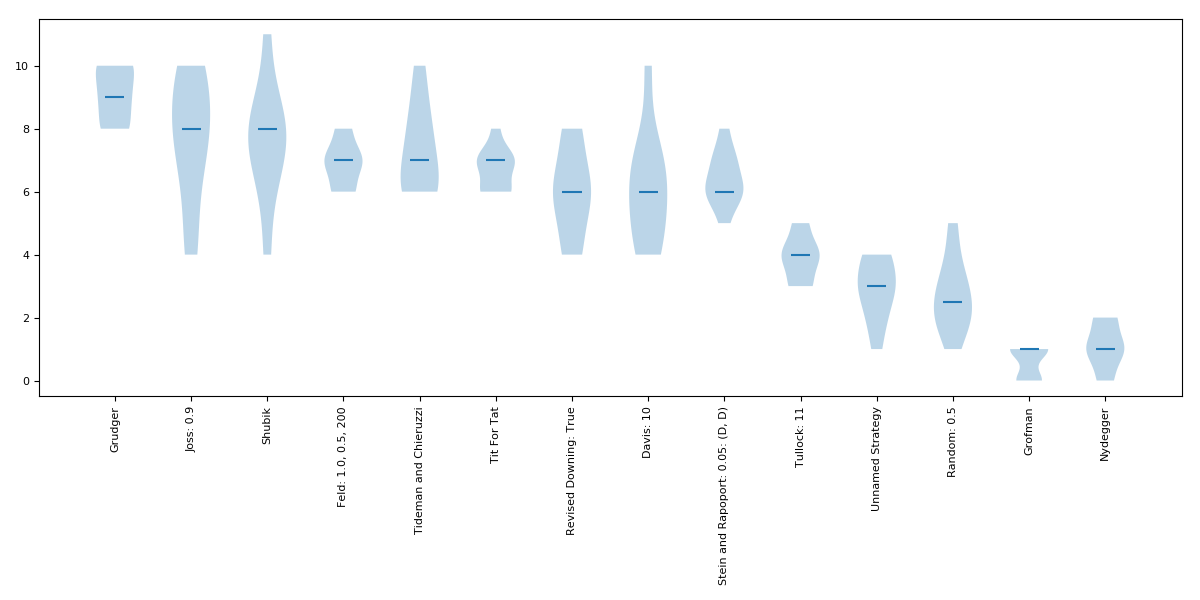 10
8
6
4
2
0
Grudger
Joss: 0.9
Shubik
Feld: 1.0, 0.5, 200
Tideman and Chieruzzi
Tit For Tat
Revised Downing: True
Davis: 10
Stein and Rapoport: 0.05: (D, D)
Tullock: 11
Unnamed Strategy
Random: 0.5
Grofman
Nydegger